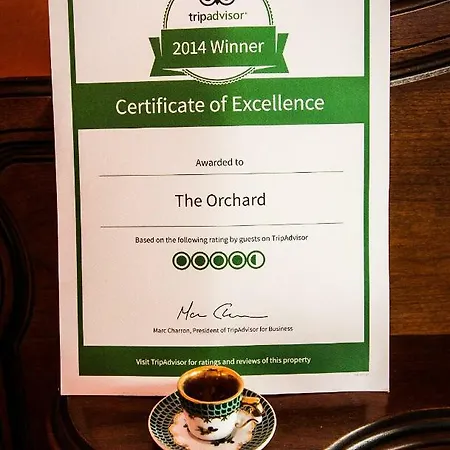 tripadvisor®
2014 Winner
Certificate of Excellence
Awarded to
The Orchard
Based on the following rating by guests on TripAdvisor
Marc Charron, President of TripAdvisor for Business
Visit TripAdvisor for ratings and reviews of this property